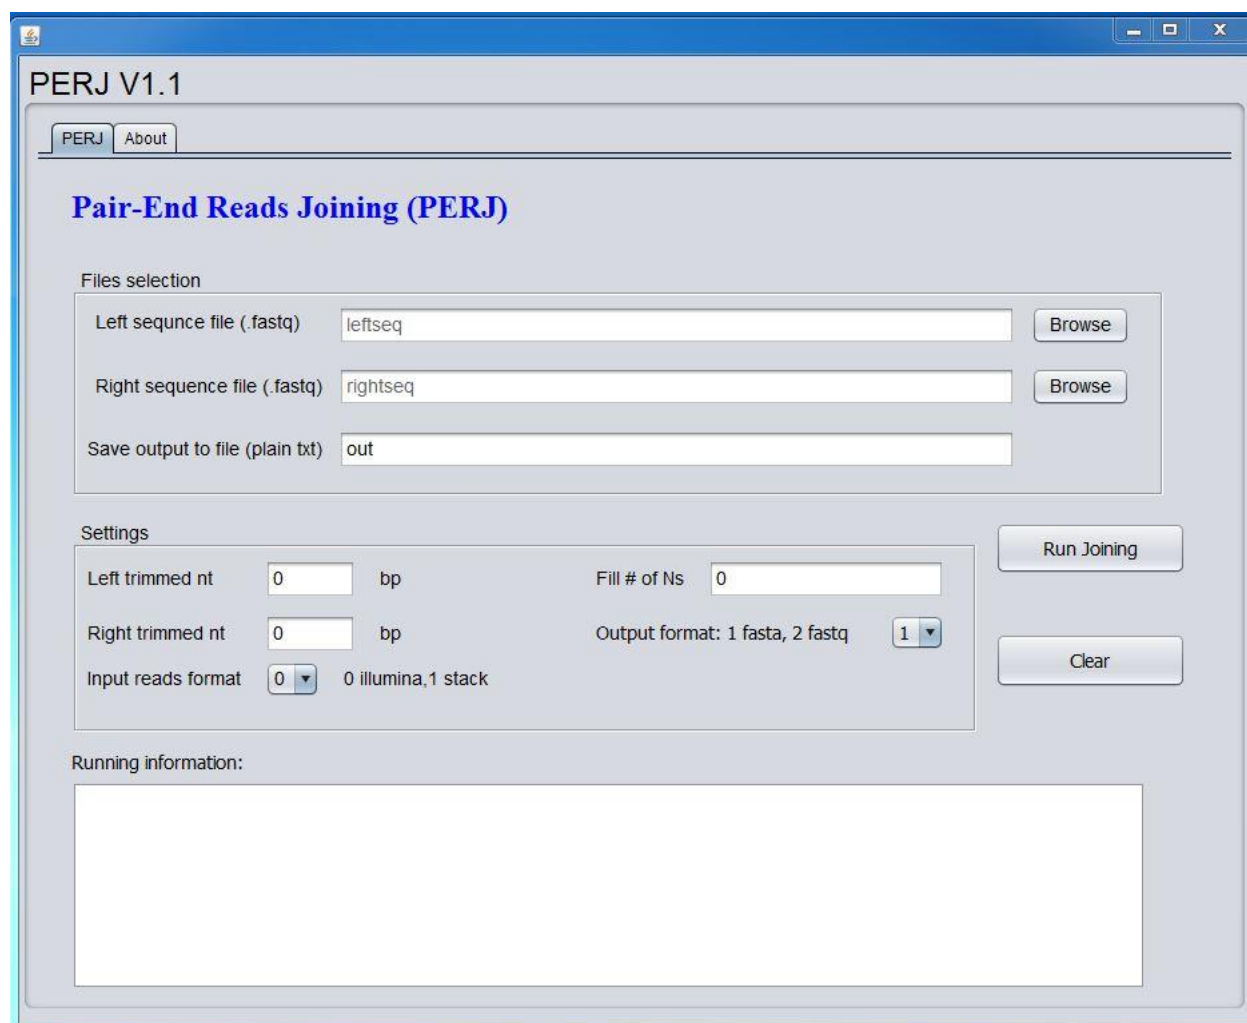 PERJ V1.1
PERJ About
Pair-End Reads Joining (PERJ)
Files selection
Left sequnce file (.fastq) leftseq Browse
Right sequence file (.fastq) rightseq Browse
Save output to file (plain txt) out
Settings
Run Joining
Left trimmed nt 0 bp Fill # of Ns 0
Right trimmed nt 0 bp Output format: 1 fasta, 2 fastq 1
Clear
Input reads format 0 0 illumina,1 stack
Running information: